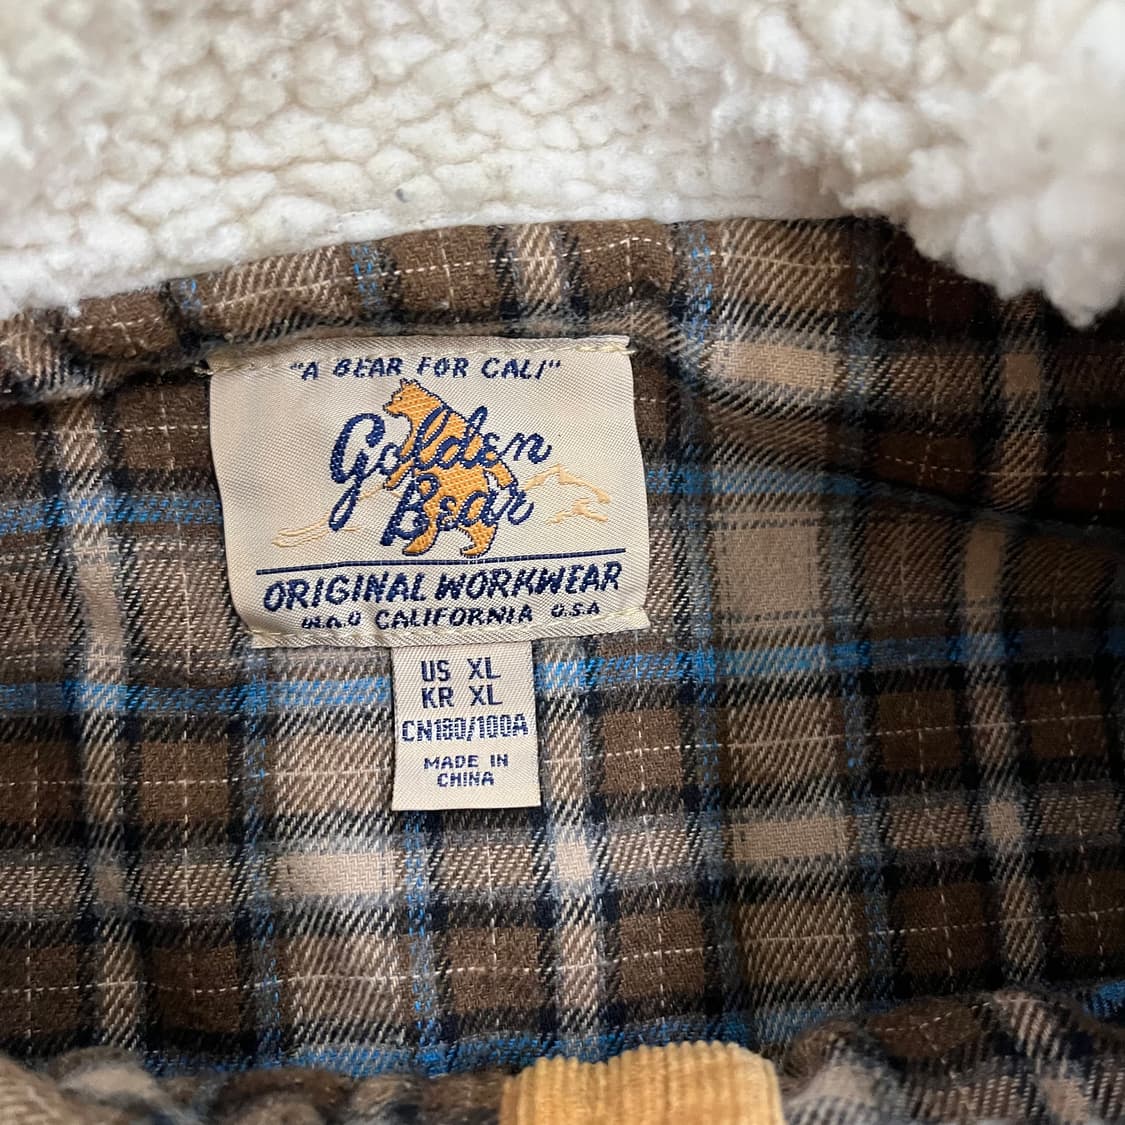 "A BEAR FOR CALI"
Golden
Bear
ORIGINAL WORKWEAR
CALIFORNIA U.S.A
US XL
KR XL
CN180/100A
MADE IN
CHINA